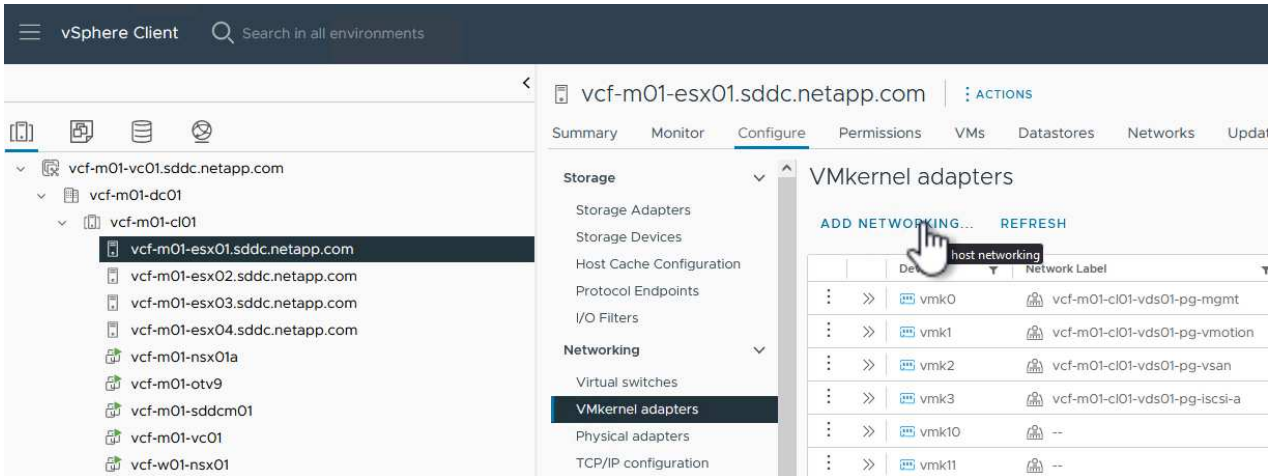 vSphere Client Search in all environments
vcf-m01-esx01.sddc.netapp.com ACTIONS
Summary Monitor Configure Permissions VMs Datastores Networks Updat
vcf-m01-vc01.sddc.netapp.com
vcf-m01-dc01
vcf-m01-cl01
vcf-m01-esx01.sddc.netapp.com
vcf-m01-esx02.sddc.netapp.com
vcf-m01-esx03.sddc.netapp.com
vcf-m01-esx04.sddc.netapp.com
vcf-m01-nsx01a
vcf-m01-otv9
vcf-m01-sddcm01
vcf-m01-vc01
vcf-w01-nsx01
Storage
Storage Adapters
Storage Devices
Host Cache Configuration
Protocol Endpoints
I/O Filters
Networking
Virtual switches
VMkernel adapters
Physical adapters
TCP/IP configuration
VMkernel adapters
ADD NETWORKING... REFRESH
host networking
Network Label
vmk0 vcf-m01-cl01-vds01-pg-mgmt
vmk1 vcf-m01-cl01-vds01-pg-vmotion
vmk2 vcf-m01-cl01-vds01-pg-vsan
vmk3 vcf-m01-cl01-vds01-pg-iscsi-a
vmk10 --
vmk11 --